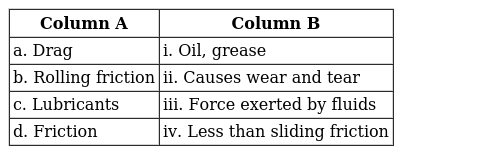 Column A Column B
a. Drag i. Oil, grease
b. Rolling friction ii. Causes wear and tear
c. Lubricants iii. Force exerted by fluids
d. Friction iv. Less than sliding friction